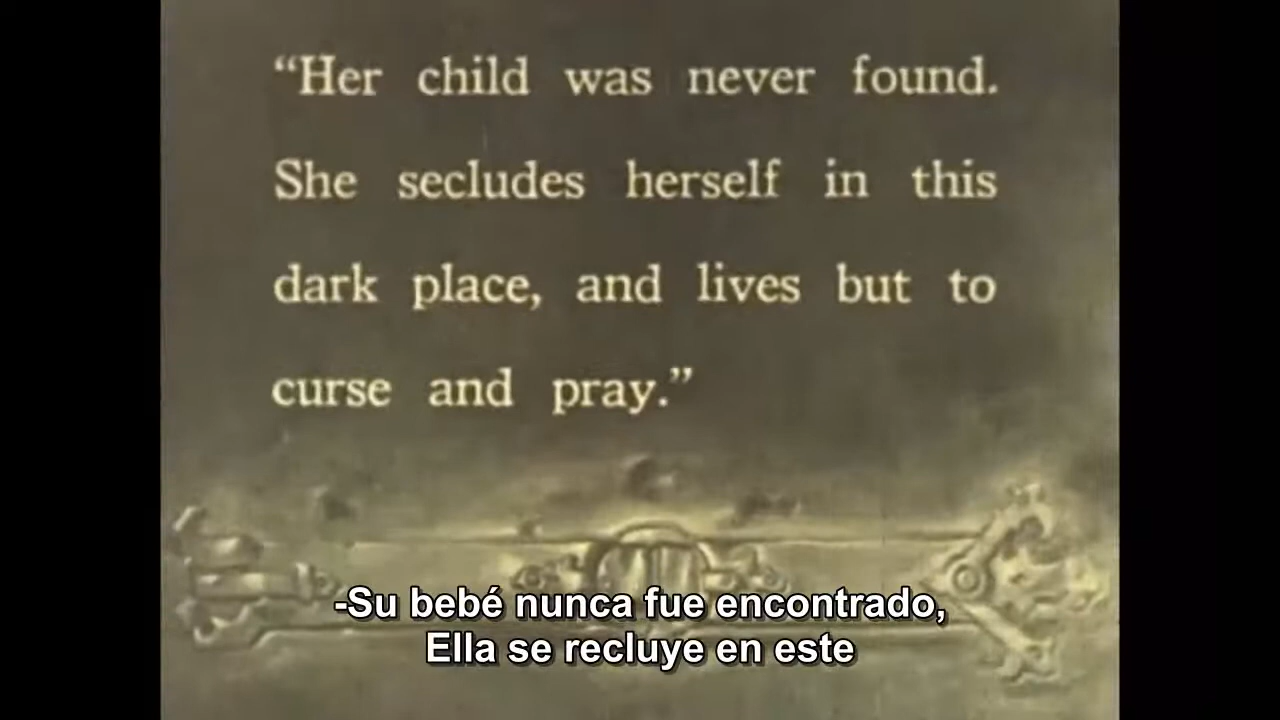 “Her child was never found.
She secludes herself in this
dark place, and lives but to
curse and pray.”
-Su bebé nunca fue encontrado,
Ella se recluye en este